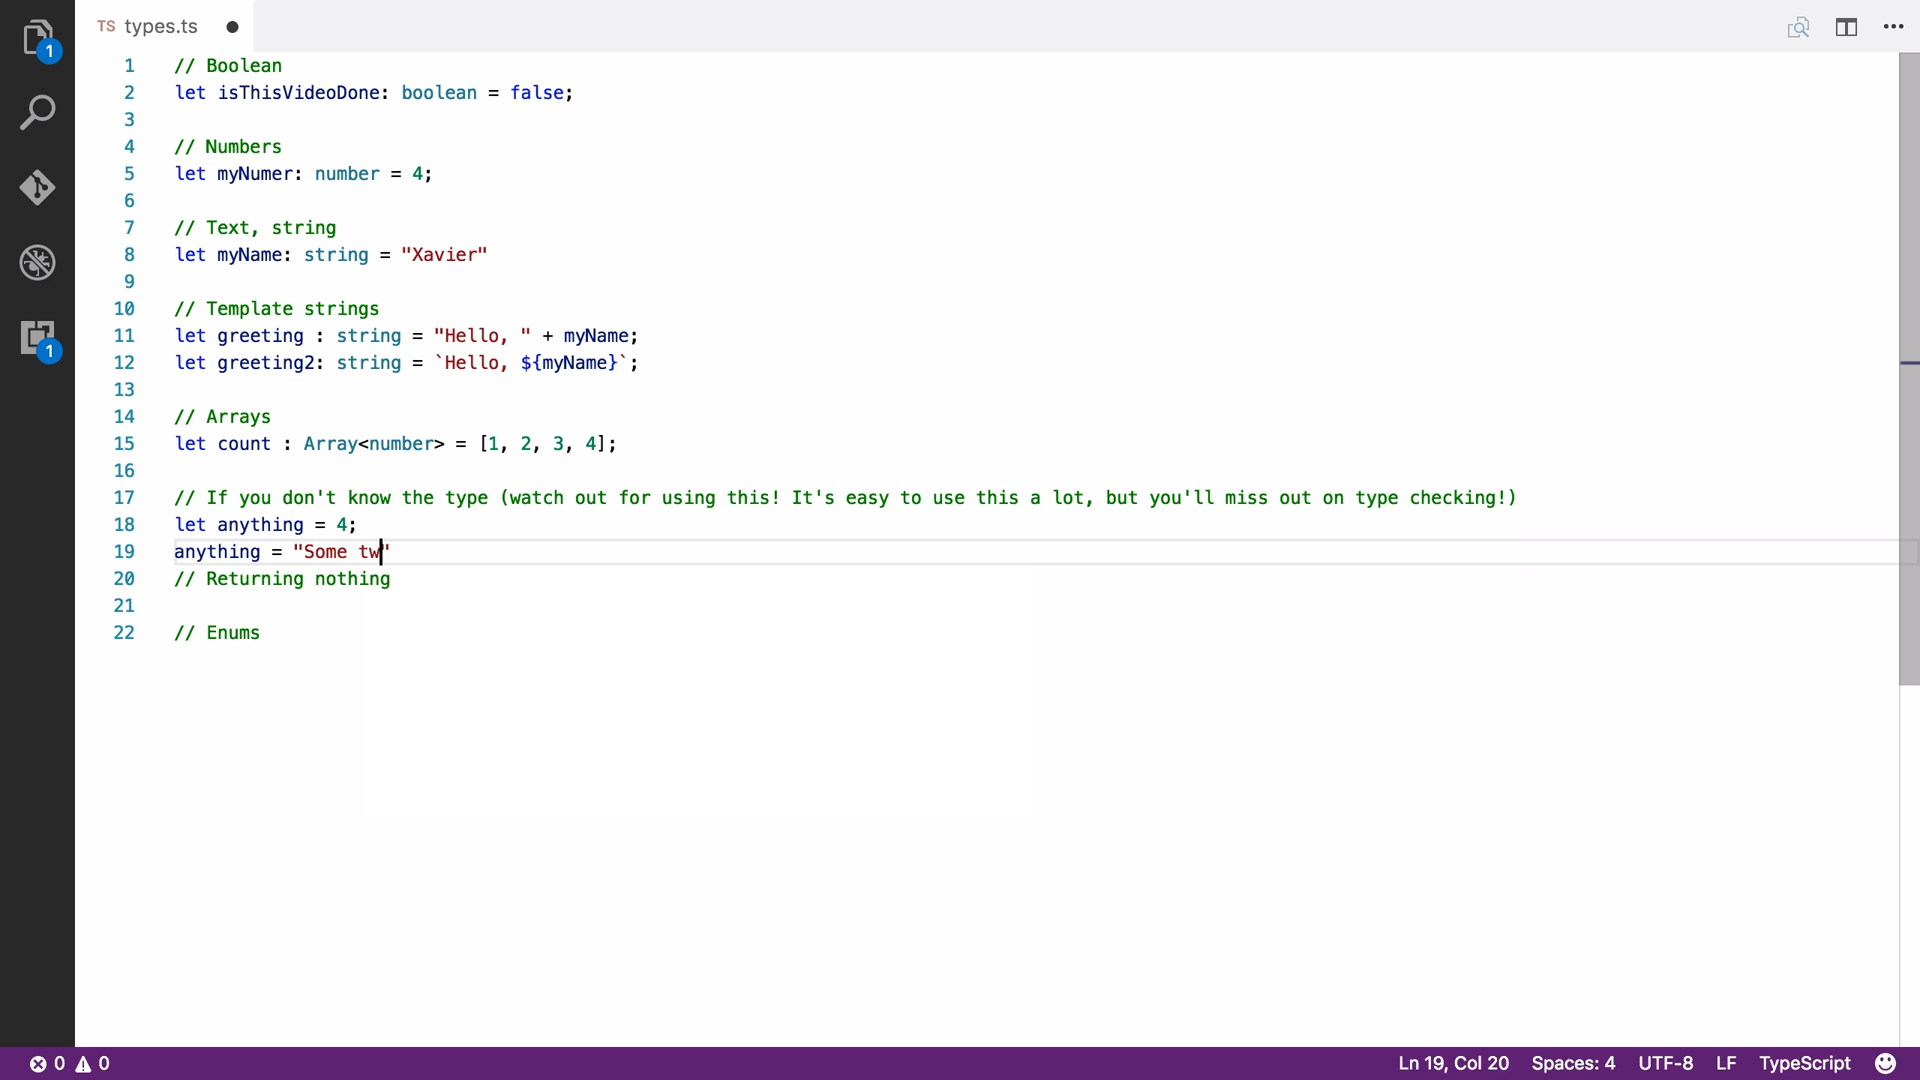 TS types.ts
1
1 // Boolean
2 let isThisVideoDone: boolean = false;
3
4 // Numbers
5 let myNumer: number = 4;
6
7 // Text, string
8 let myName: string = "Xavier"
9
10 // Template strings
11 let greeting : string = "Hello, " + myName;
12 let greeting2: string = `Hello, ${myName}`;
13
14 // Arrays
15 let count : Array<number> = [1, 2, 3, 4];
16
17 // If you don't know the type (watch out for using this! It's easy to use this a lot, but you'll miss out on type checking!)
18 let anything = 4;
19 anything = "Some tw"
20 // Returning nothing
21
22 // Enums
1
0 0 Ln 19, Col 20 Spaces: 4 UTF-8 LF TypeScript